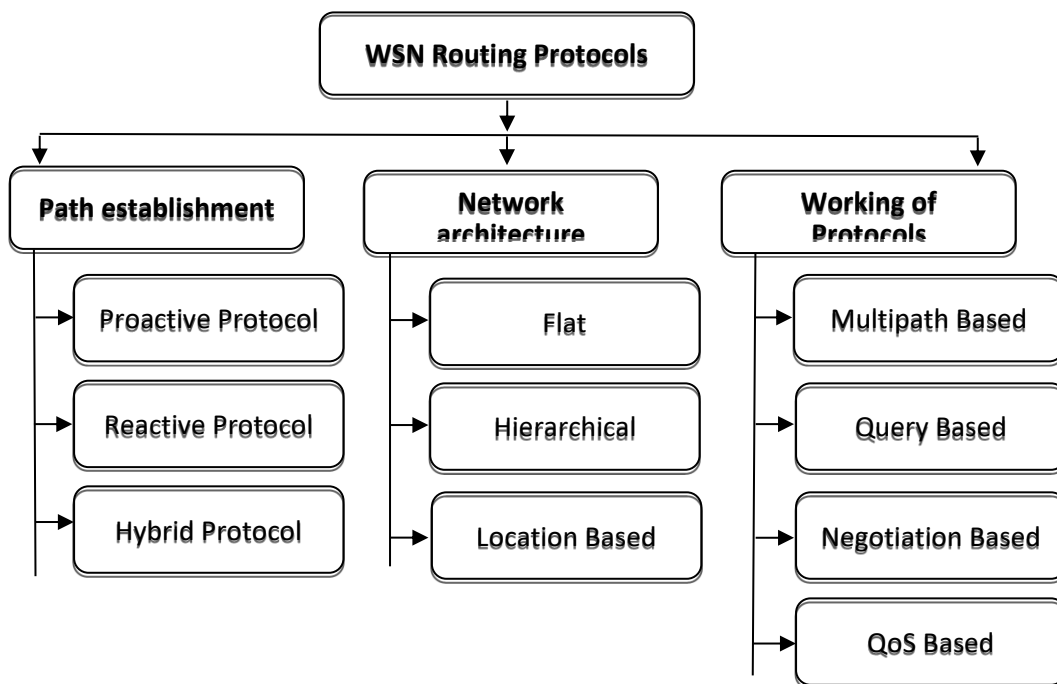 WSN Routing Protocols
Path establishment
Network
architecture
Working of
Protocols
Proactive Protocol
Reactive Protocol
Hybrid Protocol
Flat
Hierarchical
Location Based
Multipath Based
Query Based
Negotiation Based
QoS Based